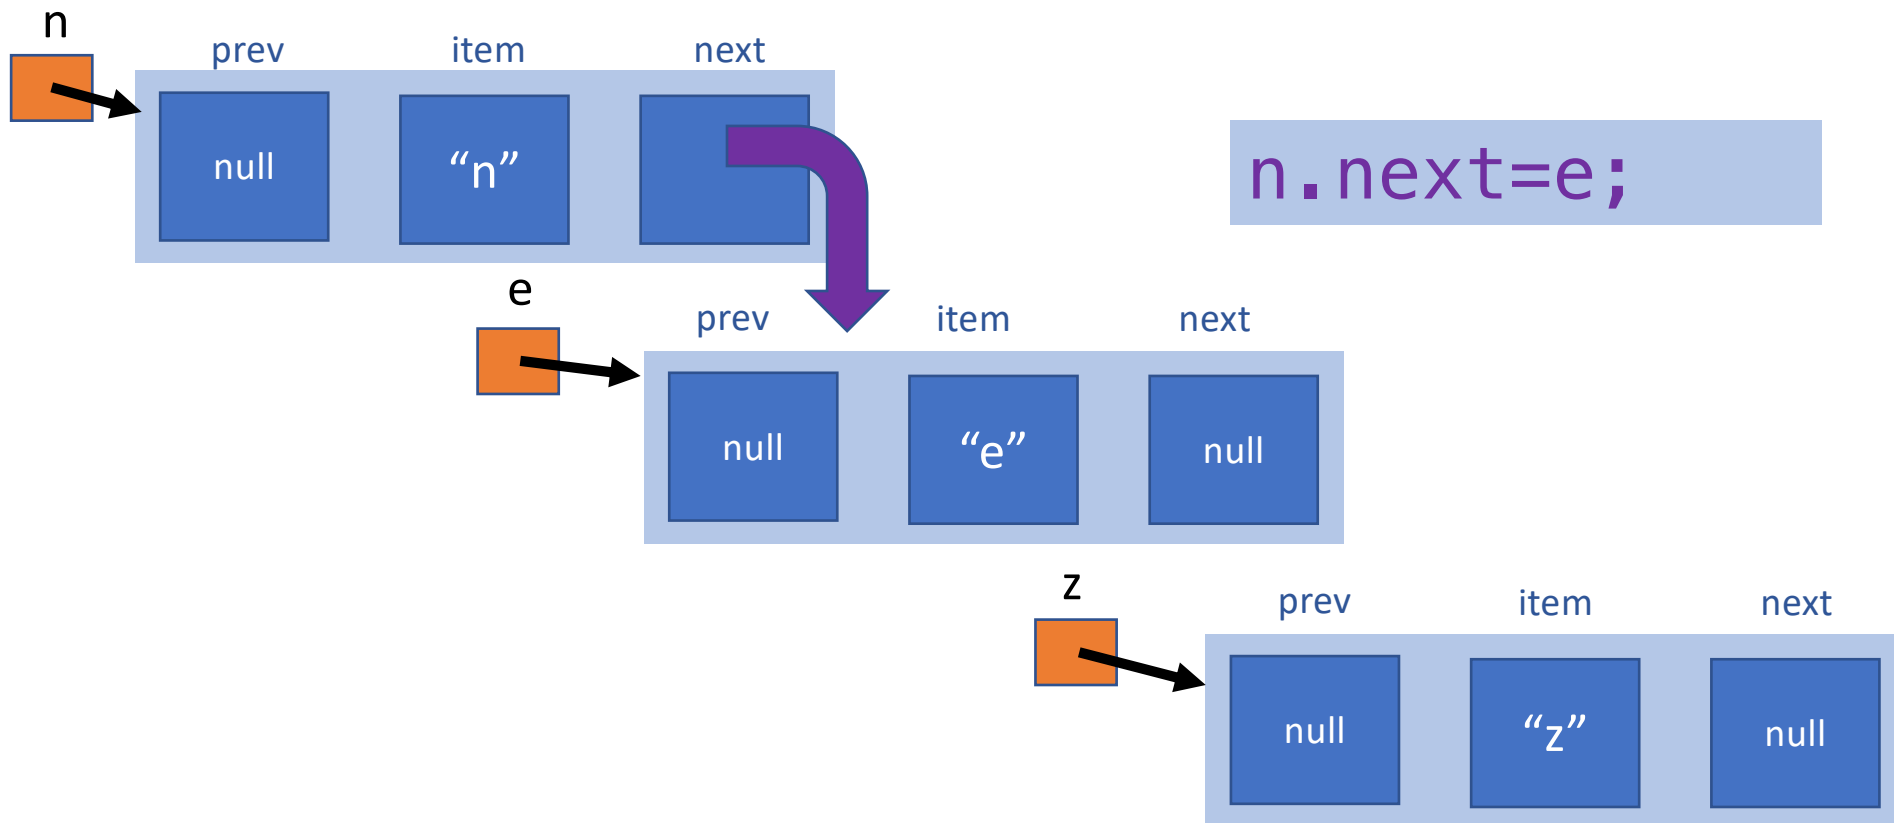 n
prev item next
null “n” 
n.next=e;
e
prev item next
null “e” null
z
prev item next
null “z” null